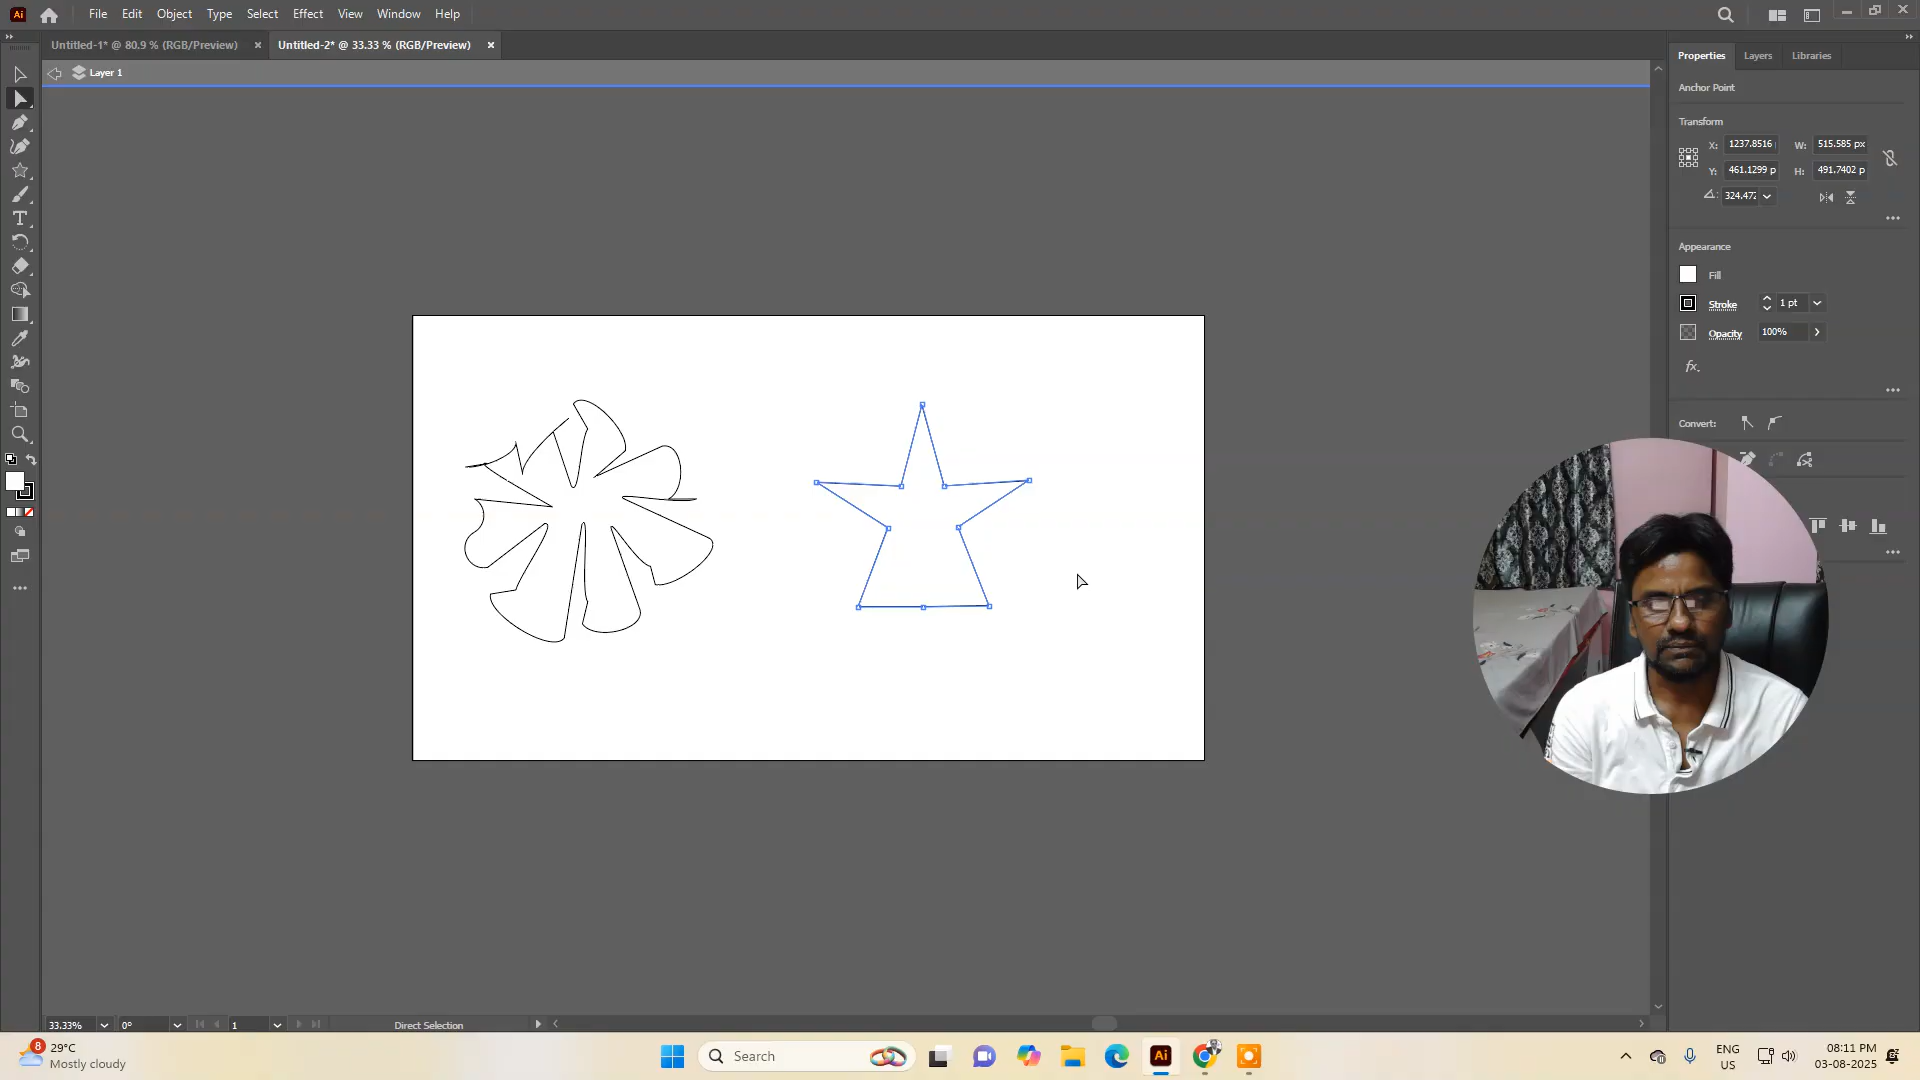 Ai File Edit Object Type Select Effect View Window Help
Untitled-1* @ 80.9 % (RGB/Preview) × Untitled-2* @ 33.33 % (RGB/Preview) ×
Layer 1
Properties Layers Libraries
Anchor Point
Transform
X: 1237.8516 W: 515.585 px
Y: 461.1299 p H: 491.7402 p
324.472
Appearance
Fill
Stroke 1 pt
Opacity 100%
fx.
Convert:
33.33% 0° 1 Direct Selection
8 29°C
Mostly cloudy
Search
Ai
ENG
US
08:11 PM
03-08-2025